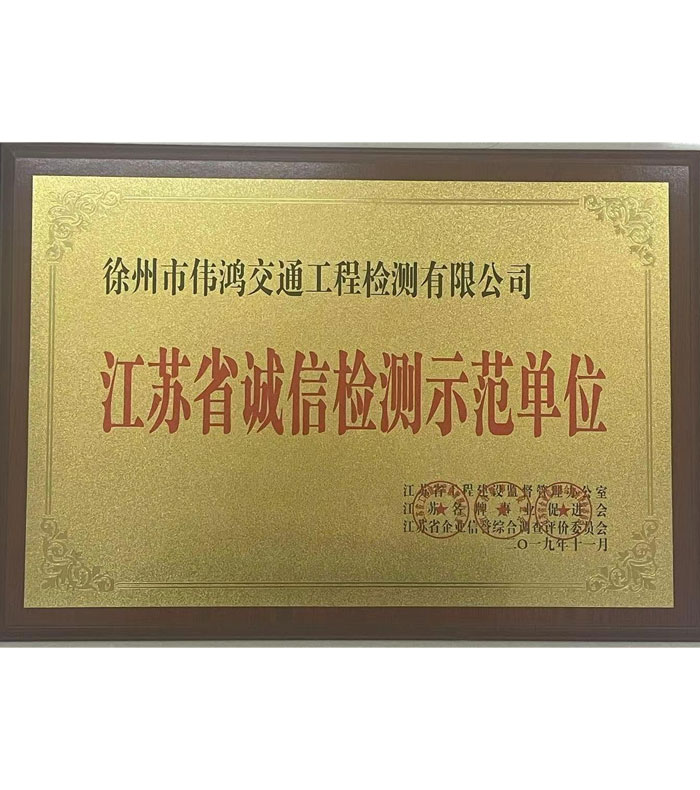 徐州市伟鸿交通工程检测有限公司
江苏省诚信检测示范单位
江苏省工程建设监督管理办公室
江苏名牌事业促进会
江苏省企业信誉综合调查评价委员会
二〇一九年十一月